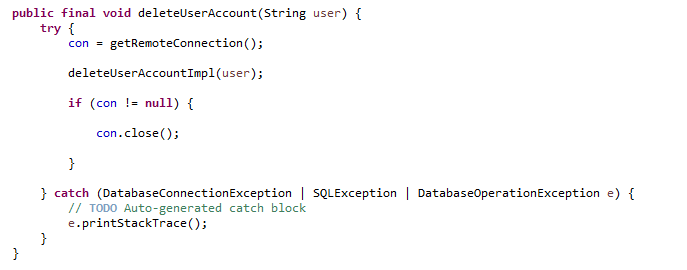 public final void deleteUserAccount(String user) {
try {
con = getRemoteConnection();
deleteUserAccountImpl(user);
if (con != null) {
con.close();
}
} catch (DatabaseConnectionException | SQLException | DatabaseOperationException e) {
// TODO Auto-generated catch block
e.printStackTrace();
}
}